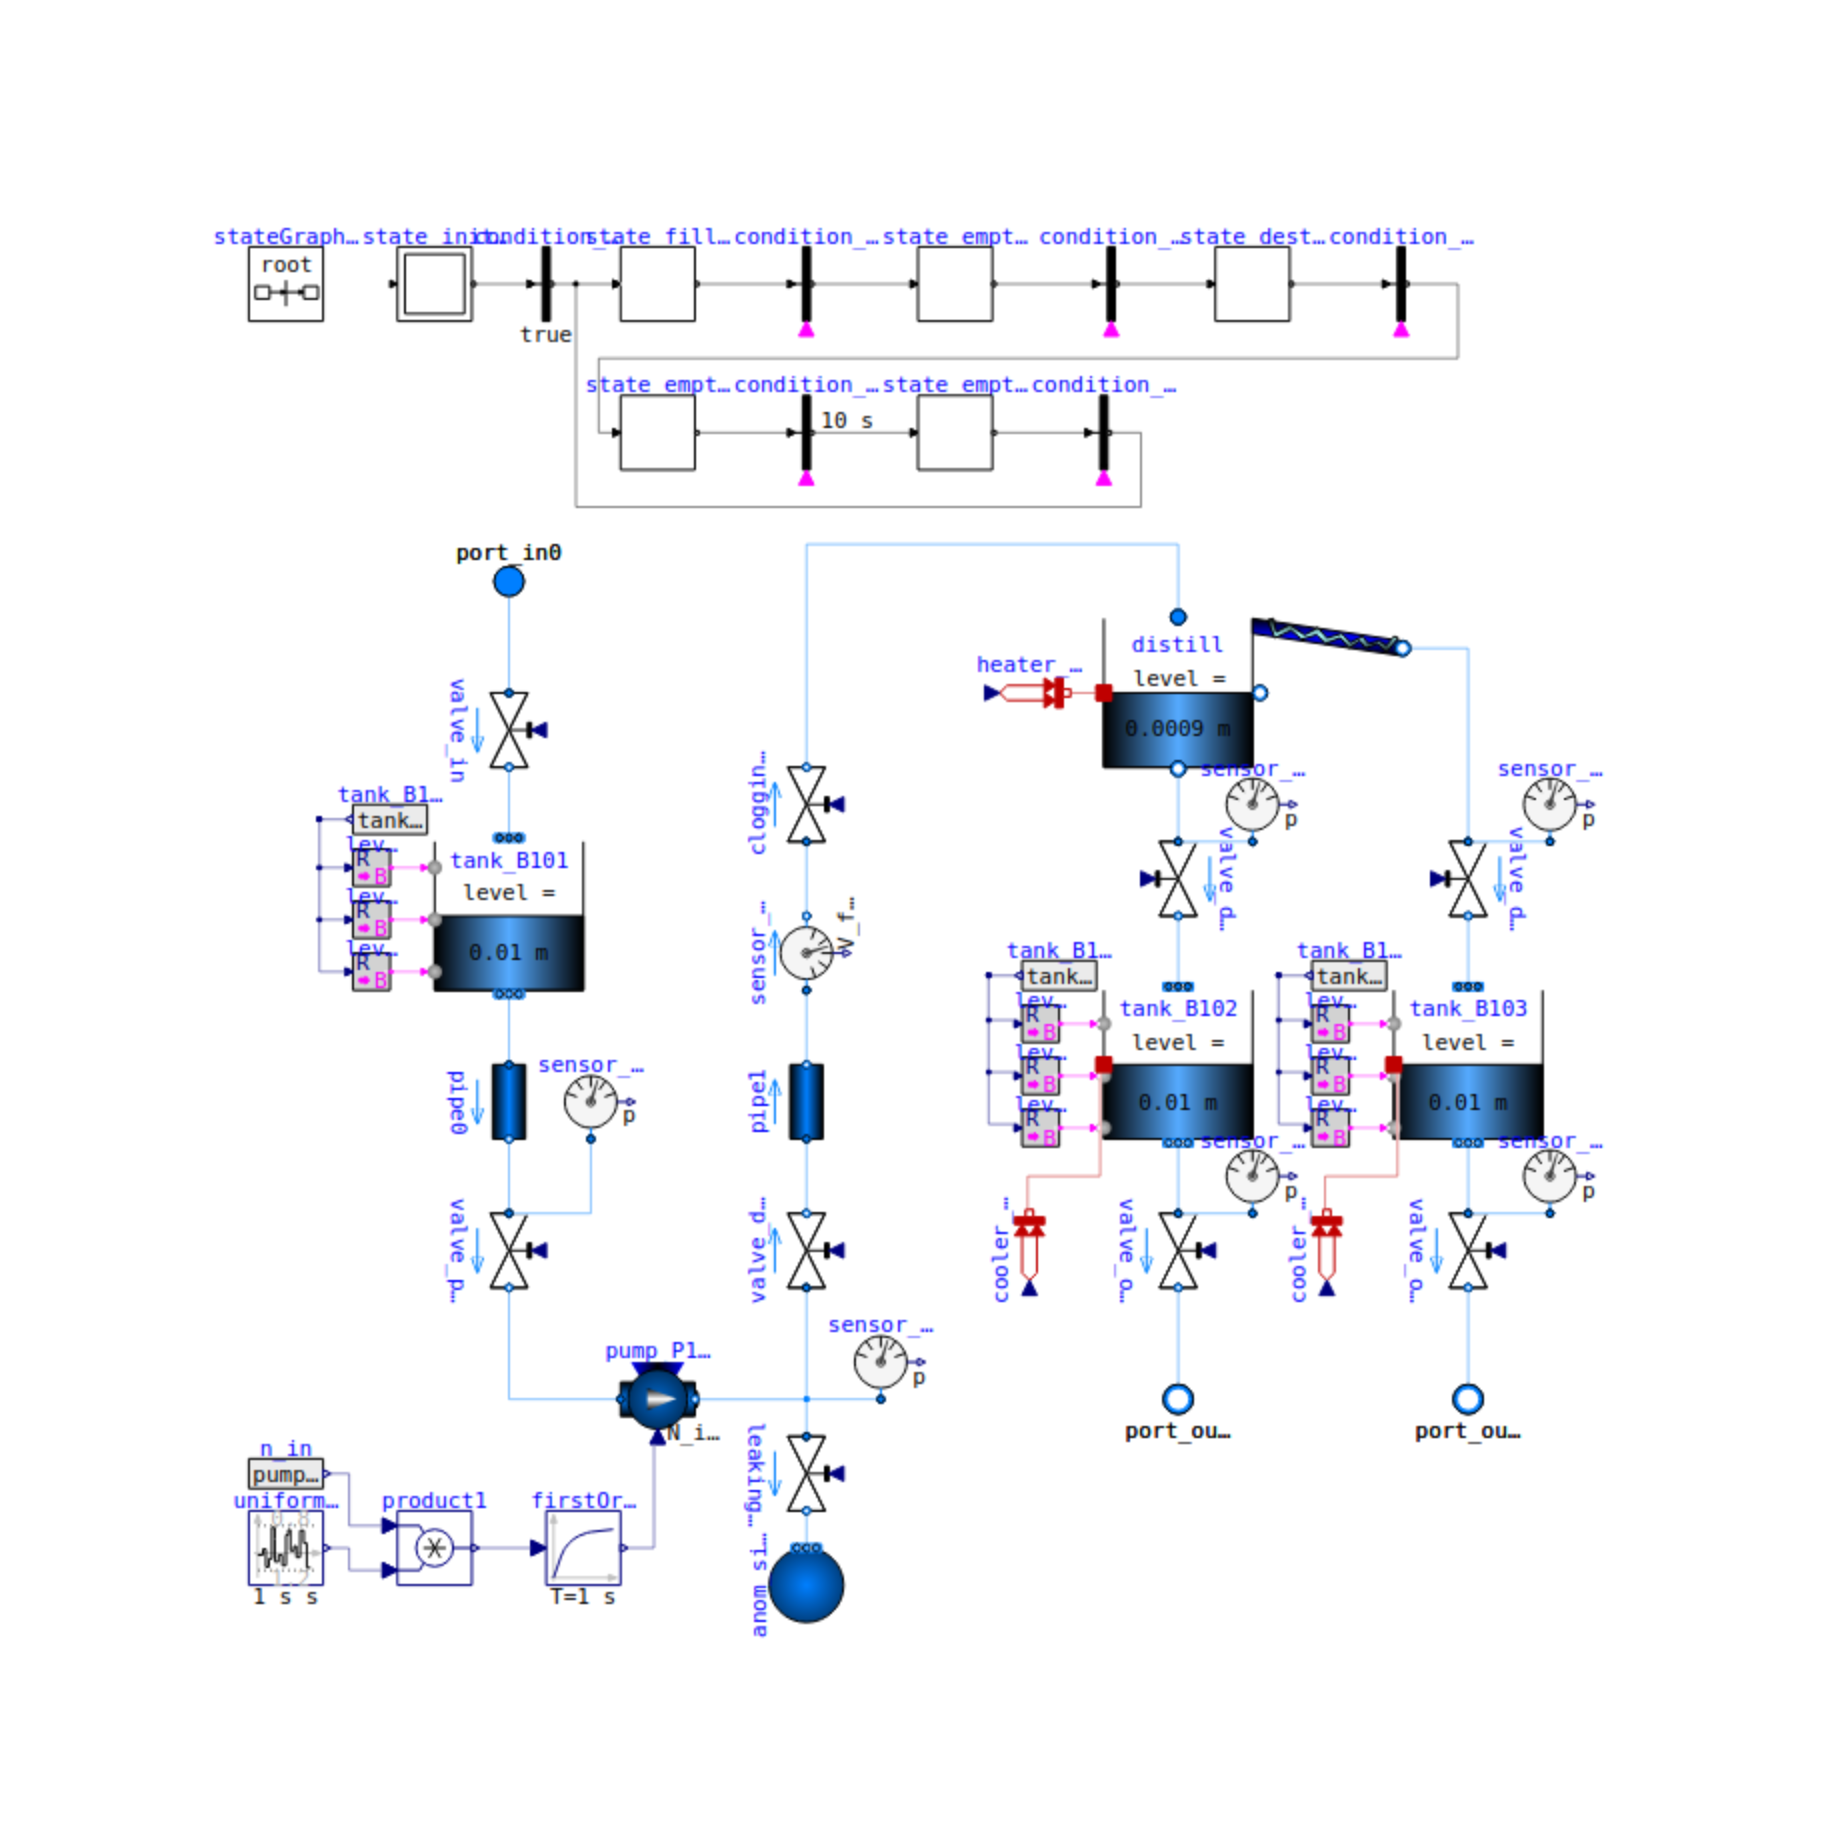 stateGraph…
state_init…
condition_…
state_fill…
condition_…
state_empt…
condition_…
state_dest…
condition_…
root
true
state_empt…
condition_…
state_empt…
condition_…
10 s
port_in0
valve_in
tank_B1…
tank…
lev…
R
B
lev…
R
B
lev…
R
B
tank_B101
level =
0.01 m
pipe0
sensor_…
p
valve_p…
pump_P1…
N_i…
n_in
pump…
uniform…
1 s s
product1
firstOr…
T=1 s
cloggin…
sensor_…
V_f…
pipe1
valve_d…
sensor_…
p
leaking…
distill
level =
0.0009 m
heater_…
sensor_…
p
valve_d…
sensor_…
p
valve_d…
tank_B1…
tank…
lev…
R
B
lev…
R
B
lev…
R
B
tank_B102
level =
0.01 m
sensor_…
p
cooler_…
valve_o…
port_ou…
tank_B1…
tank…
lev…
R
B
lev…
R
B
lev…
R
B
tank_B103
level =
0.01 m
sensor_…
p
cooler_…
valve_o…
port_ou…